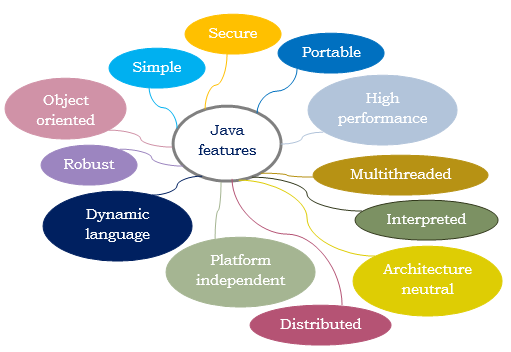 Secure
Simple
Portable
Object
oriented
High
performance
Java
features
Robust
Multithreaded
Dynamic
language
Interpreted
Platform
independent
Architecture
neutral
Distributed